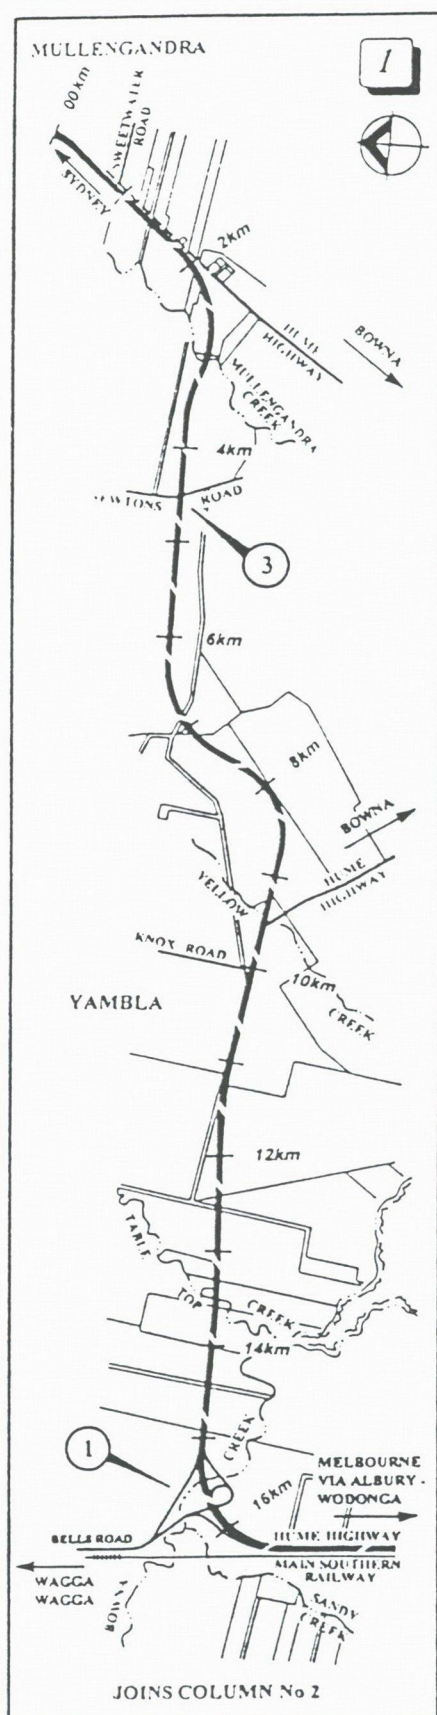 MULLENGANDRA
1
00km
SWEETWATER
ROAD
SYDNEY
2km
HUME
HIGHWAY
BOWNA
MULLENGANDRA
CREEK
4km
ROAD
3
6km
8km
BOWNA
HUME
HIGHWAY
YELLOW
KNOX ROAD
10km
CREEK
YAMBLA
12km
TABLE
TOP
CREEK
14km
CREEK
1
16km
MELBOURNE
VIA ALBURY -
WODONGA
BELLS ROAD
HUME HIGHWAY
MAIN SOUTHERN
RAILWAY
WAGGA
WAGGA
BOWNA
SANDY
CREEK
JOINS COLUMN No 2